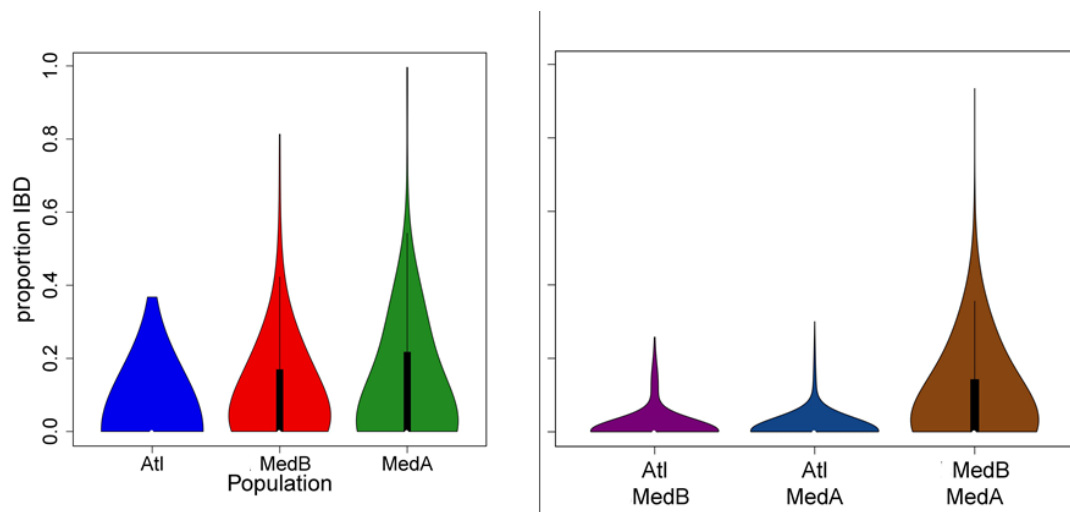 proportion IBD
1.0
0.8
0.6
0.4
0.2
0.0
Atl MedB MedA
Population
Atl MedB
Atl MedA
MedB MedA